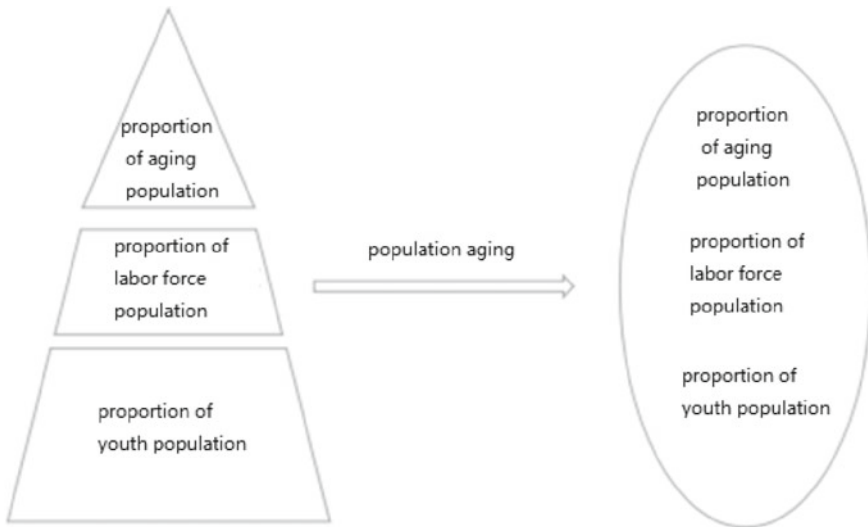 proportion
of aging
population
proportion of
labor force
population
proportion of
youth population
population aging
proportion
of aging
population
proportion of
labor force
population
proportion of
youth population